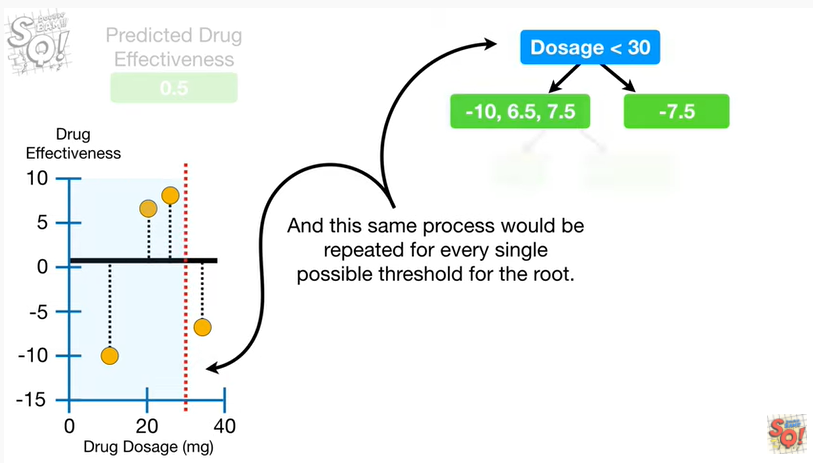 Predicted Drug
Effectiveness
0.5
Dosage < 30
-10, 6.5, 7.5
-7.5
Drug
Effectiveness
10
5
0
-5
-10
-15
0
20
40
Drug Dosage (mg)
And this same process would be
repeated for every single
possible threshold for the root.
SQ!
SQ!